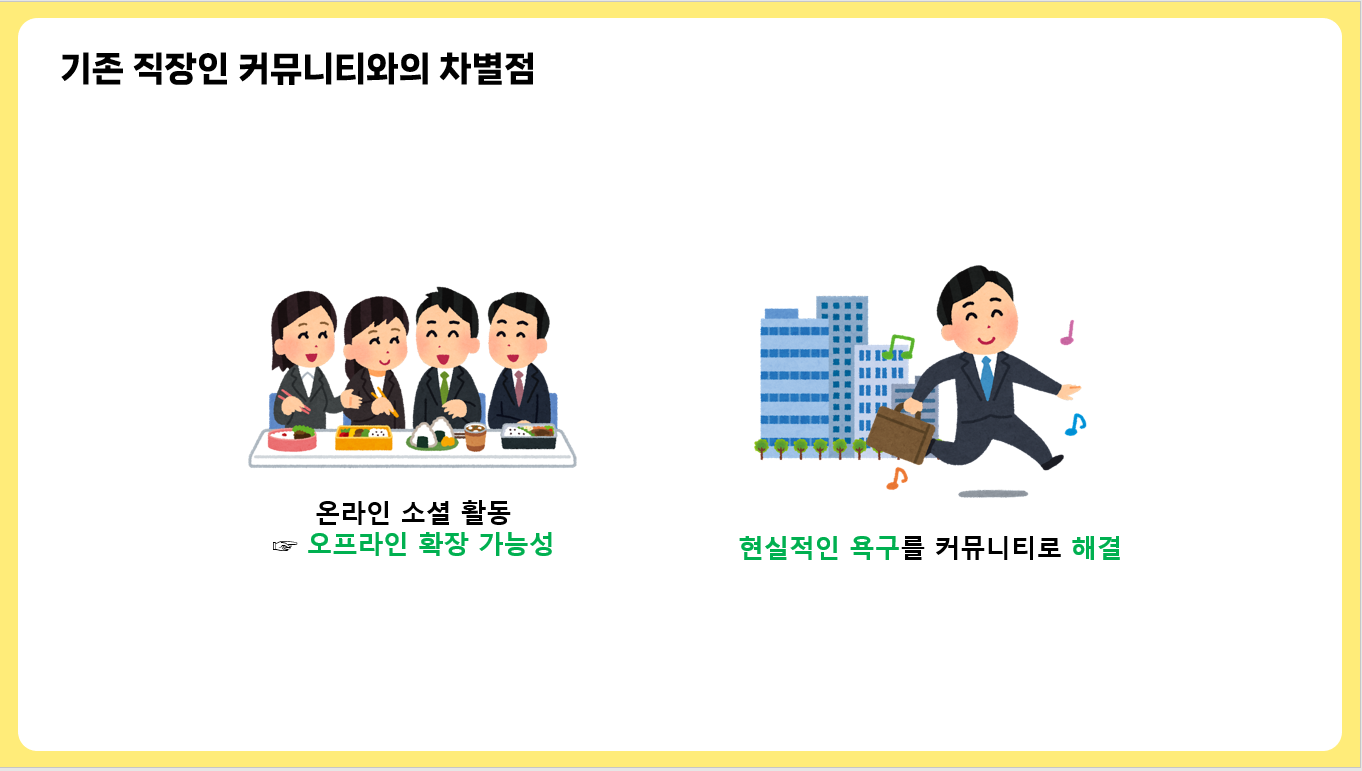 기존 직장인 커뮤니티와의 차별점
온라인 소셜 활동
☞ 오프라인 확장 가능성
현실적인 욕구를 커뮤니티로 해결